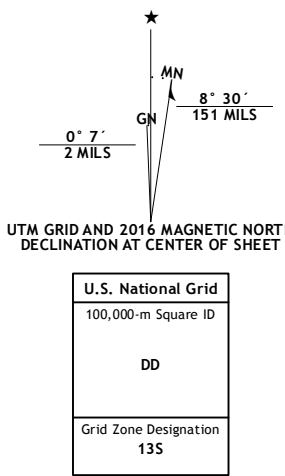 ★
MN
GN
8° 30´
151 MILS
0° 7´
2 MILS
UTM GRID AND 2016 MAGNETIC NORTH
DECLINATION AT CENTER OF SHEET
U.S. National Grid
100,000-m Square ID
DD
Grid Zone Designation
13S